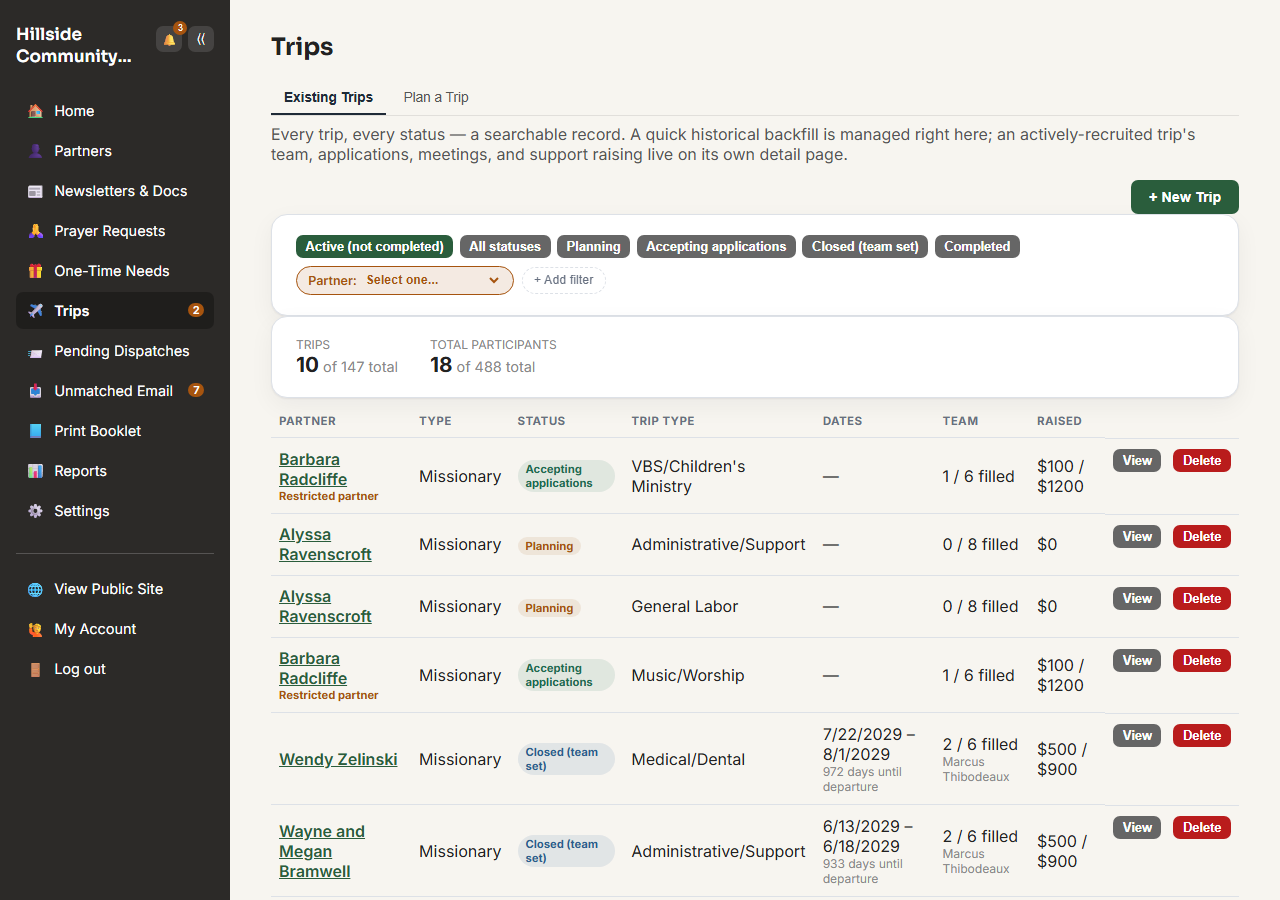 Hillside
Community...
3
⟨⟨
Home
Partners
Newsletters & Docs
Prayer Requests
One-Time Needs
Trips 2
Pending Dispatches
Unmatched Email 7
Print Booklet
Reports
Settings
View Public Site
My Account
Log out
Trips
Existing Trips Plan a Trip
Every trip, every status — a searchable record. A quick historical backfill is managed right here; an actively-recruited trip's
team, applications, meetings, and support raising live on its own detail page.
+ New Trip
Active (not completed) All statuses Planning Accepting applications Closed (team set) Completed
Partner: Select one... + Add filter
TRIPS TOTAL PARTICIPANTS
10 of 147 total 18 of 488 total
PARTNER TYPE STATUS TRIP TYPE DATES TEAM RAISED
Barbara
Radcliffe
Restricted partner
Missionary
Accepting
applications
VBS/Children's
Ministry
—
1 / 6 filled
$100 /
$1200
View Delete
Alyssa
Ravenscroft
Missionary
Planning
Administrative/Support
—
0 / 8 filled
$0
View Delete
Alyssa
Ravenscroft
Missionary
Planning
General Labor
—
0 / 8 filled
$0
View Delete
Barbara
Radcliffe
Restricted partner
Missionary
Accepting
applications
Music/Worship
—
1 / 6 filled
$100 /
$1200
View Delete
Wendy Zelinski
Missionary
Closed (team
set)
Medical/Dental
7/22/2029 –
8/1/2029
972 days until
departure
2 / 6 filled
Marcus
Thibodeaux
$500 /
$900
View Delete
Wayne and
Megan
Bramwell
Missionary
Closed (team
set)
Administrative/Support
6/13/2029 –
6/18/2029
933 days until
departure
2 / 6 filled
Marcus
Thibodeaux
$500 /
$900
View Delete